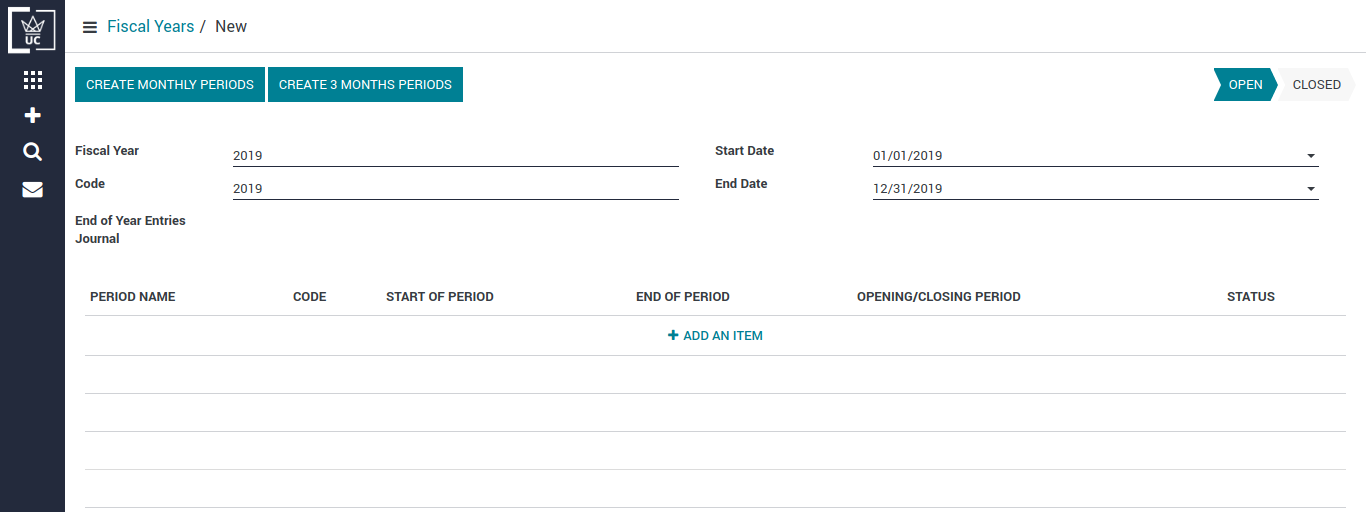 UC
Fiscal Years / New
CREATE MONTHLY PERIODS CREATE 3 MONTHS PERIODS OPEN CLOSED
Fiscal Year 2019 Start Date 01/01/2019
Code 2019 End Date 12/31/2019
End of Year Entries
Journal
PERIOD NAME CODE START OF PERIOD END OF PERIOD OPENING/CLOSING PERIOD STATUS
+ ADD AN ITEM